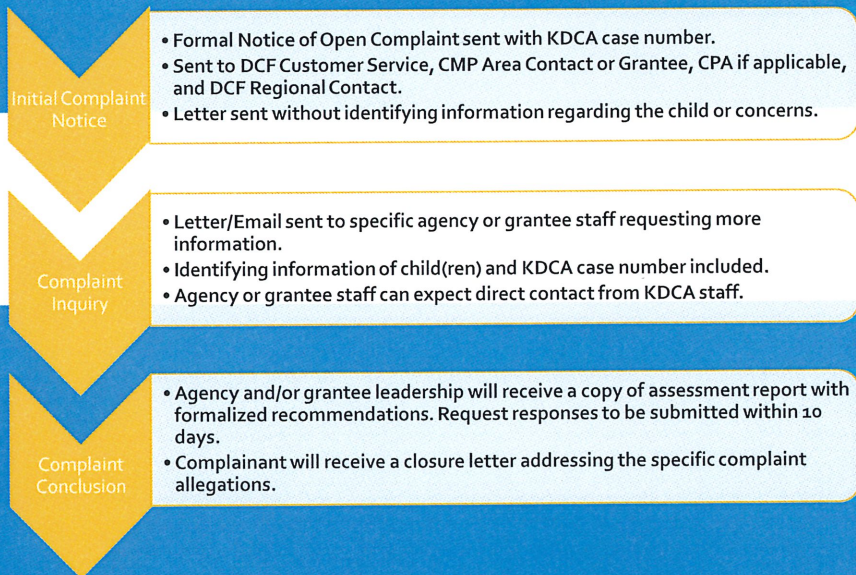 Initial Complaint
Notice
• Formal Notice of Open Complaint sent with KDCA case number.
• Sent to DCF Customer Service, CMP Area Contact or Grantee, CPA if applicable,
and DCF Regional Contact.
• Letter sent without identifying information regarding the child or concerns.
Complaint
Inquiry
• Letter/Email sent to specific agency or grantee staff requesting more
information.
• Identifying information of child(ren) and KDCA case number included.
• Agency or grantee staff can expect direct contact from KDCA staff.
Complaint
Conclusion
• Agency and/or grantee leadership will receive a copy of assessment report with
formalized recommendations. Request responses to be submitted within 10
days.
• Complainant will receive a closure letter addressing the specific complaint
allegations.